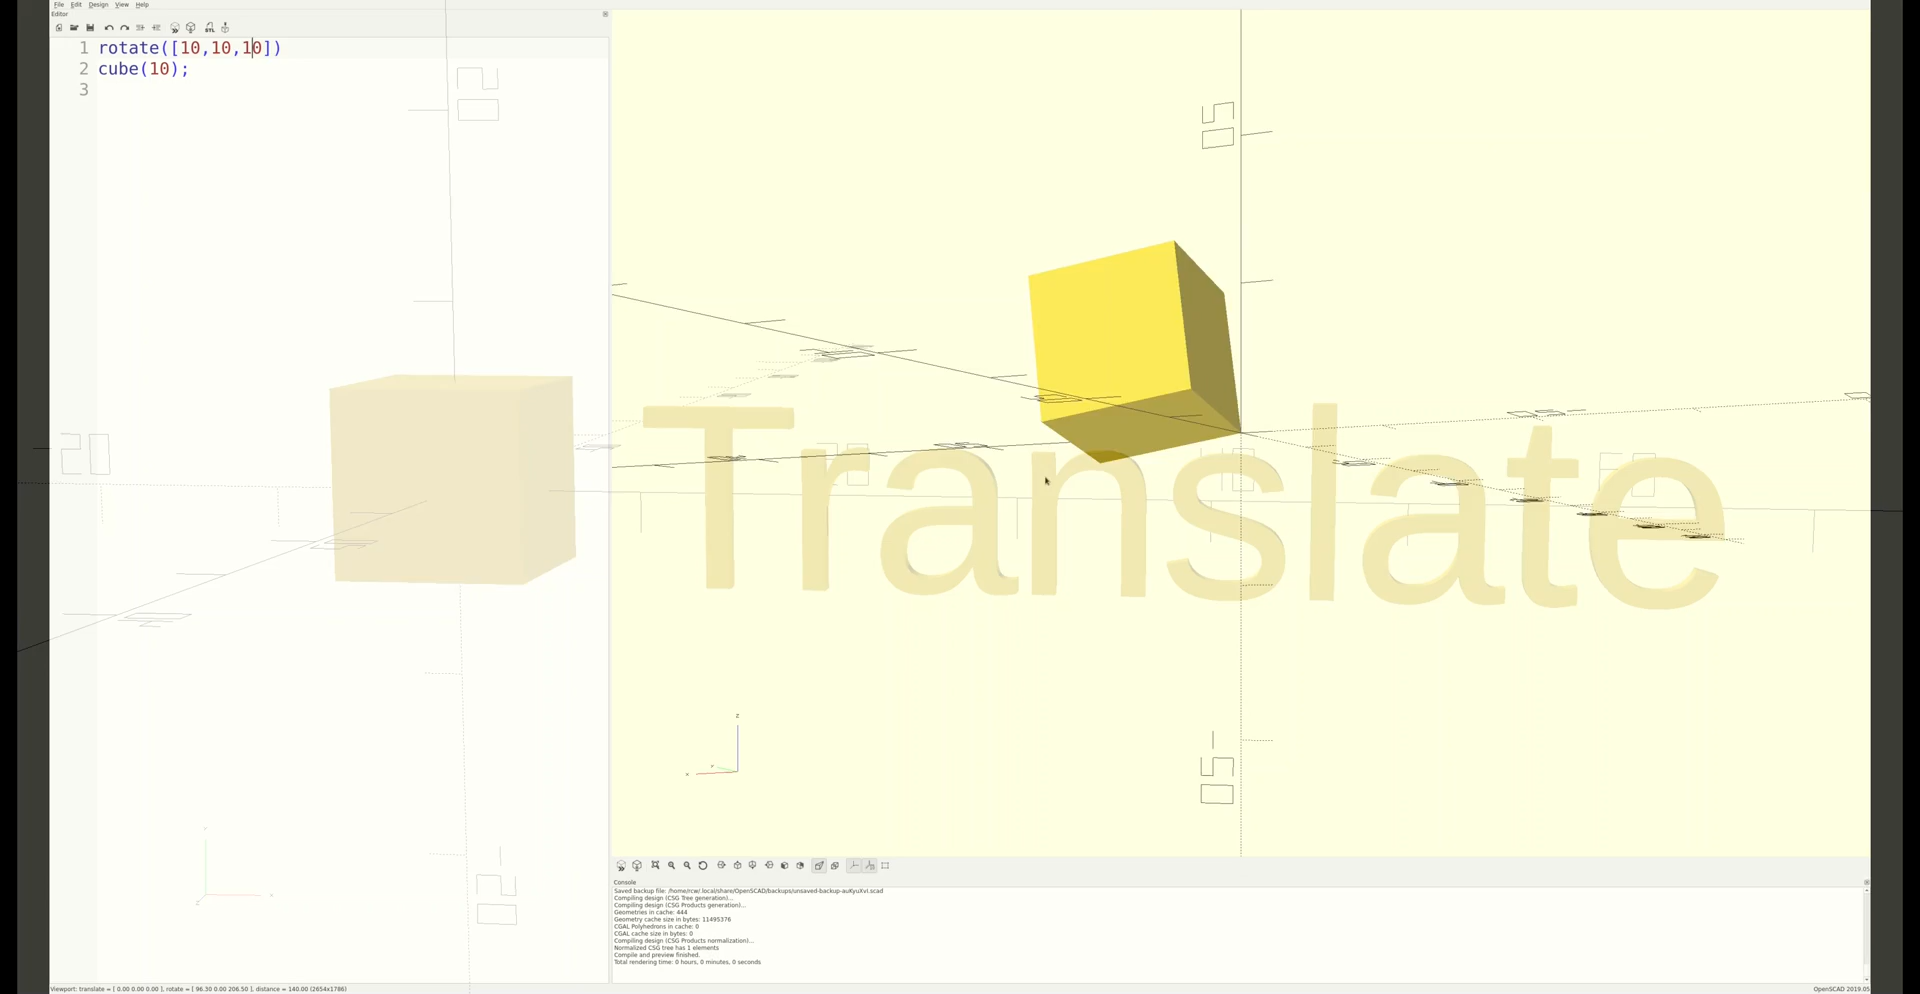 File Edit Design View Help
Editor
1 rotate([10,10,10])
2 cube(10);
3
20
Translate
Z
Y
X
Y
X
Z
Console
Saved backup file: /home/rcw/.local/share/OpenSCAD/backups/unsaved-backup-auKyuXvI.scad
Compiling design (CSG Tree generation)...
Compiling design (CSG Products generation)...
Geometries in cache: 444
Geometry cache size in bytes: 11495376
CGAL Polyhedrons in cache: 0
CGAL cache size in bytes: 0
Compiling design (CSG Products normalization)...
Normalized CSG tree has 1 elements
Compile and preview finished.
Total rendering time: 0 hours, 0 minutes, 0 seconds
Viewport: translate = [ 0.00 0.00 0.00 ], rotate = [ 96.30 0.00 206.50 ], distance = 140.00 (2654x1786)
OpenSCAD 2019.05